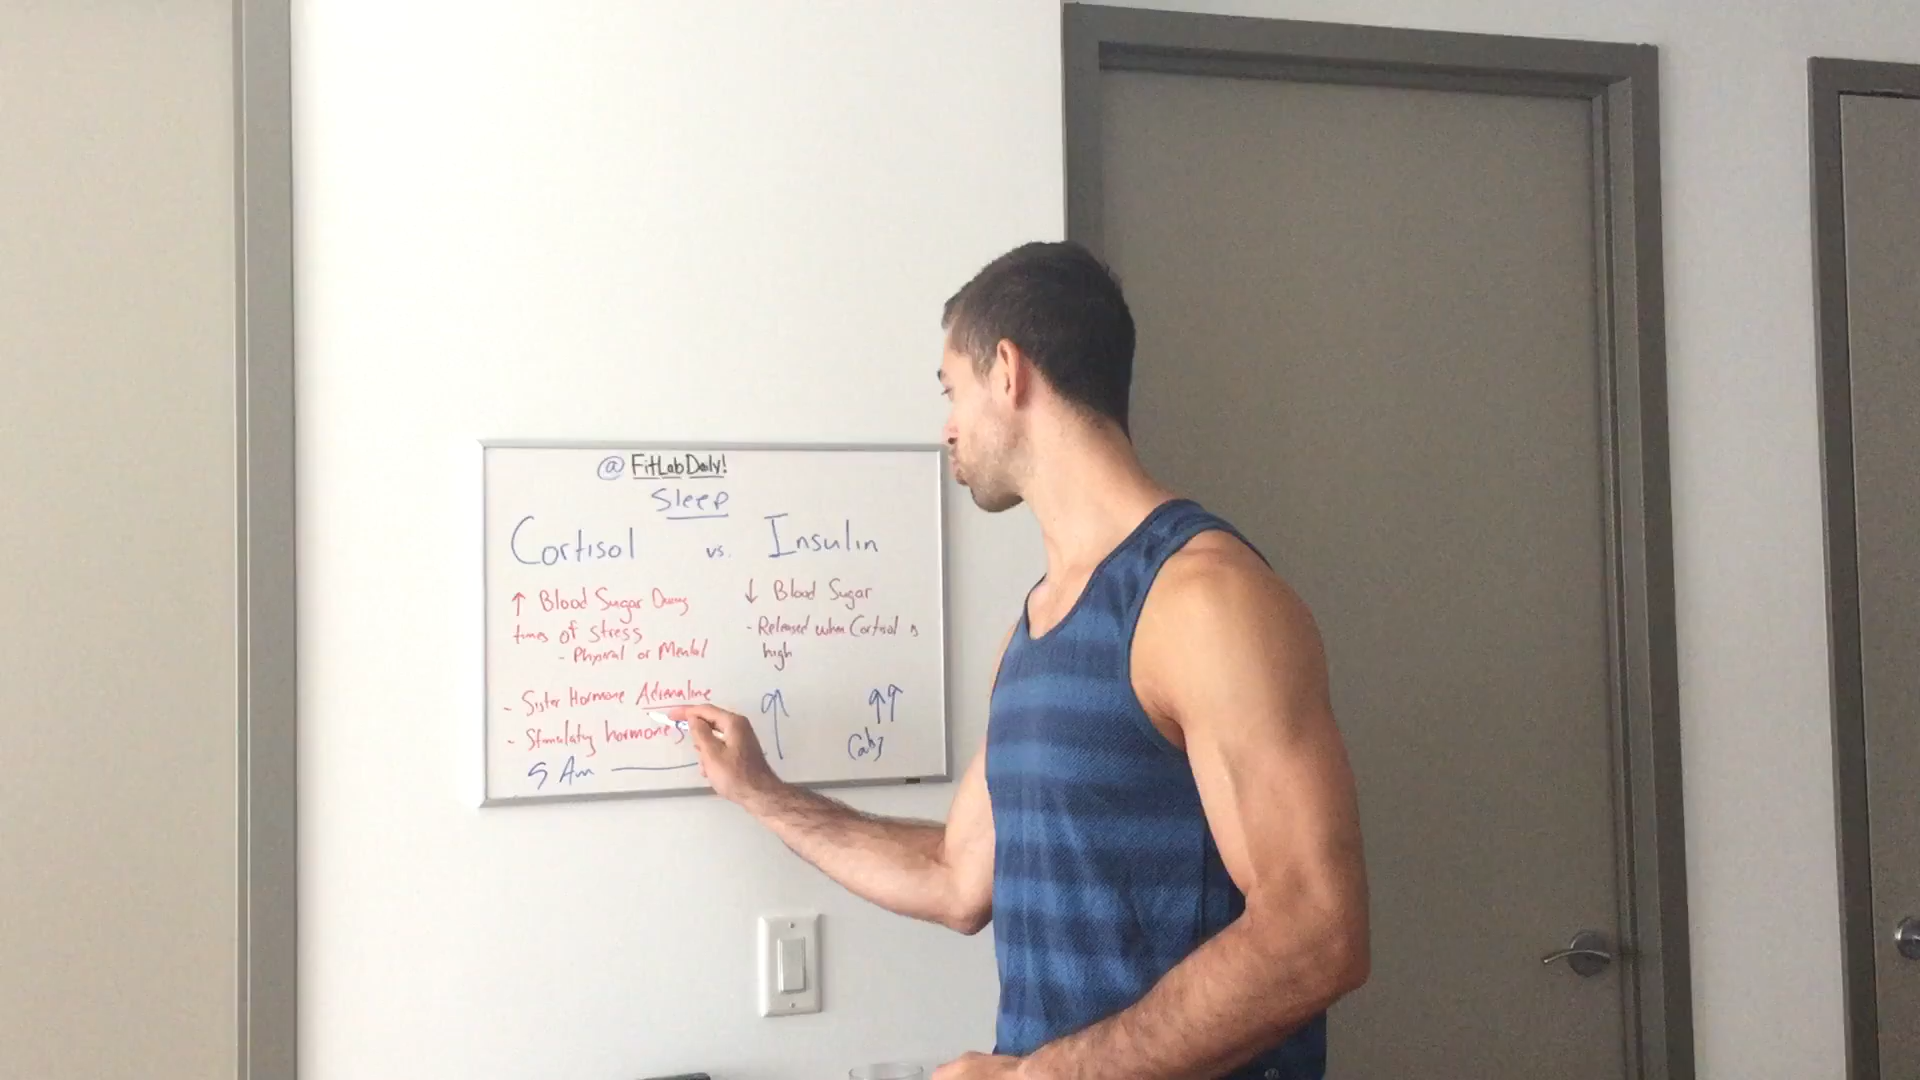 @ FitLabDaily!
Sleep
Cortisol vs. Insulin
↑ Blood Sugar During
times of stress
- Physical or Mental
- Sister Hormone Adrenaline
- Stimulating hormones
5 Am
↓ Blood Sugar
- Released when Cortisol is
high